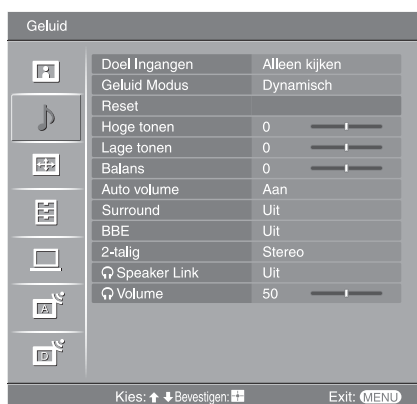 Geluid
Doel Ingangen Alleen kijken
Geluid Modus Dynamisch
Reset
Hoge tonen 0
Lage tonen 0
Balans 0
Auto volume Aan
Surround Uit
BBE Uit
2-talig Stereo
Speaker Link Uit
Volume 50
A
D
Kies: Bevestigen: Exit: MENU